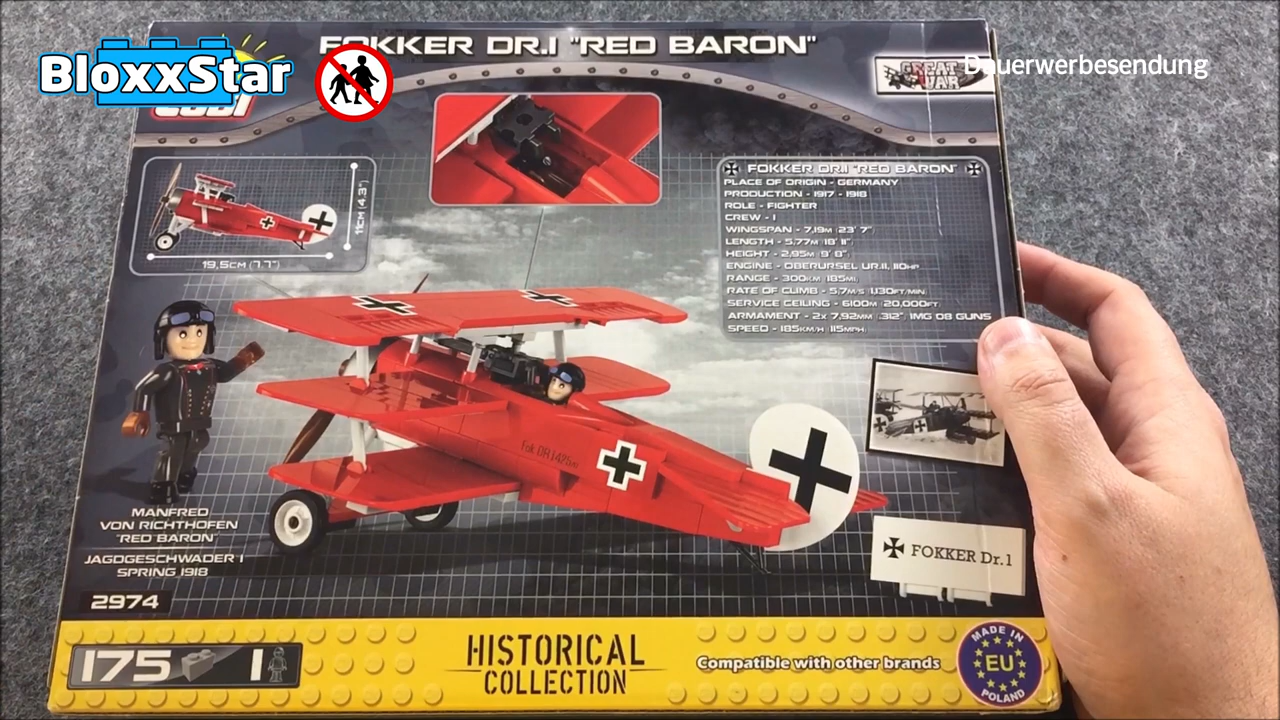 BloxxStar
FOKKER DR.I "RED BARON"
Dauerwerbesendung
GREAT WAR
11CM (4.3")
19,5CM (7.7")
FOKKER DR.I "RED BARON"
PLACE OF ORIGIN - GERMANY
PRODUCTION - 1917 - 1918
ROLE - FIGHTER
CREW - 1
WINGSPAN - 7,19M (23' 7"
LENGTH - 5,77M (18' 11"
HEIGHT - 2,95M (9' 8"
ENGINE - OBERURSEL UR.II, 110HP
RANGE - 300KM (185MI.
RATE OF CLIMB - 5,7M/S (1,130FT/MIN.
SERVICE CEILING - 6100M (20,000FT.
ARMAMENT - 2x 7,92MM (.312" 1MG 08 GUNS
SPEED - 185KM/H (115MPH.
Fok. DR.I 425/17
MANFRED
VON RICHTHOFEN
"RED BARON"
JAGDGESCHWADER I
SPRING 1918
FOKKER Dr.1
2974
175 1
HISTORICAL
COLLECTION
Compatible with other brands
MADE IN
EU
POLAND